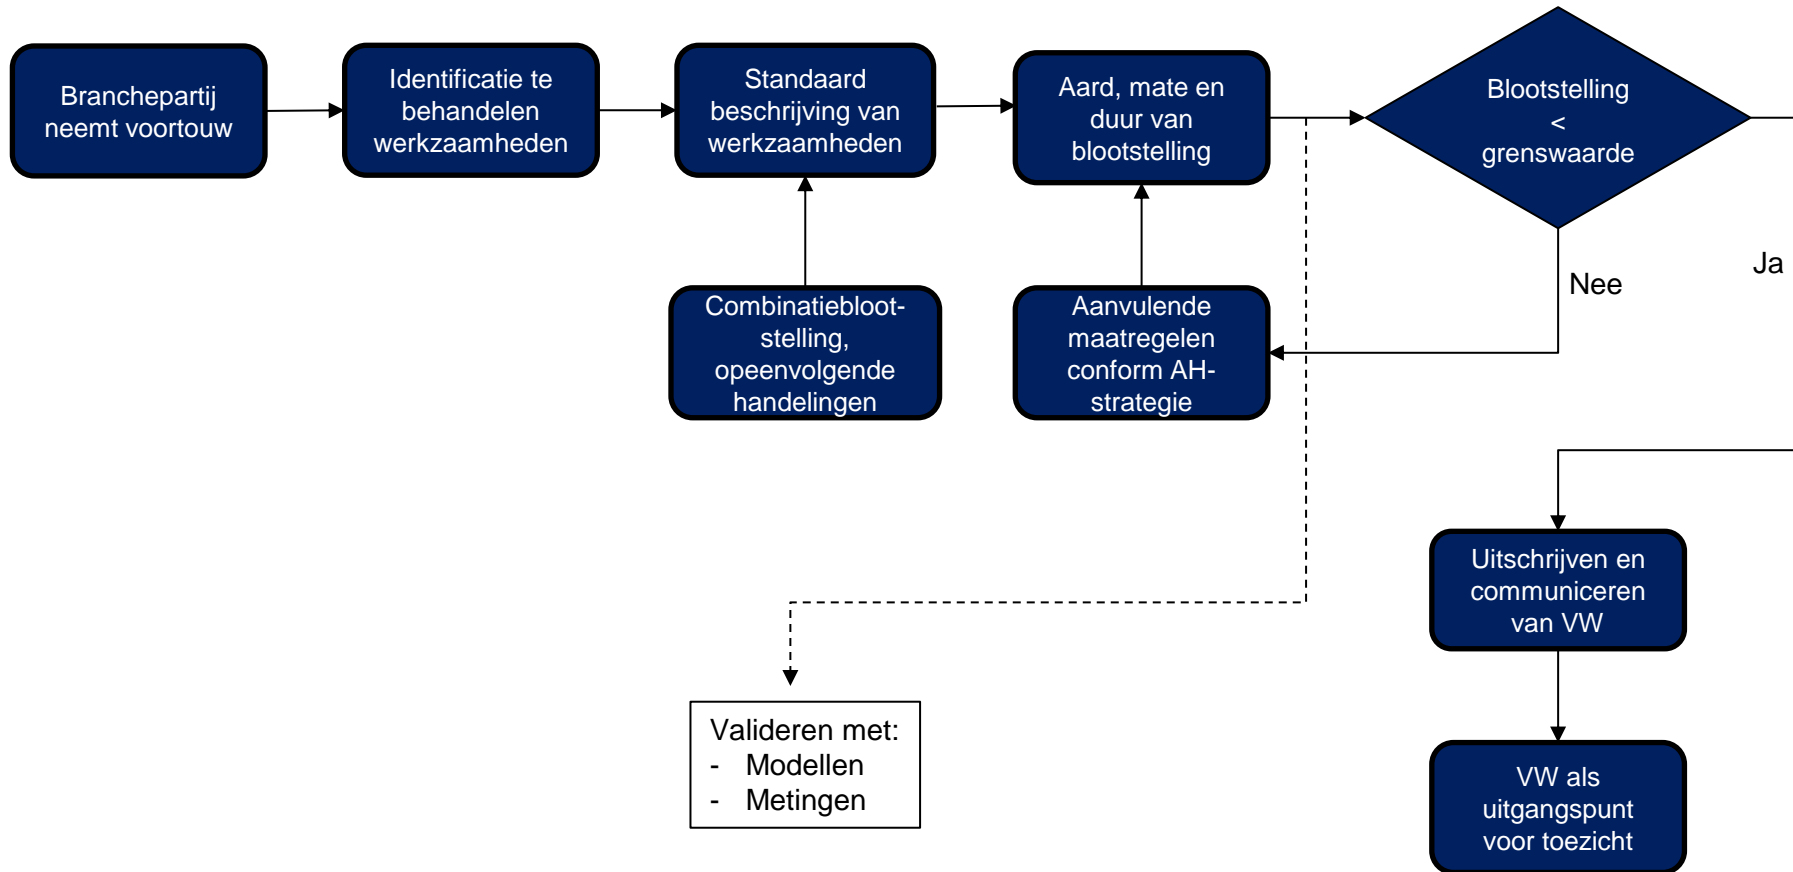 Branchepartij
neemt voortouw
Identificatie te
behandelen
werkzaamheden
Standaard
beschrijving van
werkzaamheden
Aard, mate en
duur van
blootstelling
Blootstelling
<
grenswaarde
Ja
Nee
Combinatiebloot-
stelling,
opeenvolgende
handelingen
Aanvulende
maatregelen
conform AH-
strategie
Uitschrijven en
communiceren
van VW
Valideren met:
- Modellen
- Metingen
VW als
uitgangspunt
voor toezicht